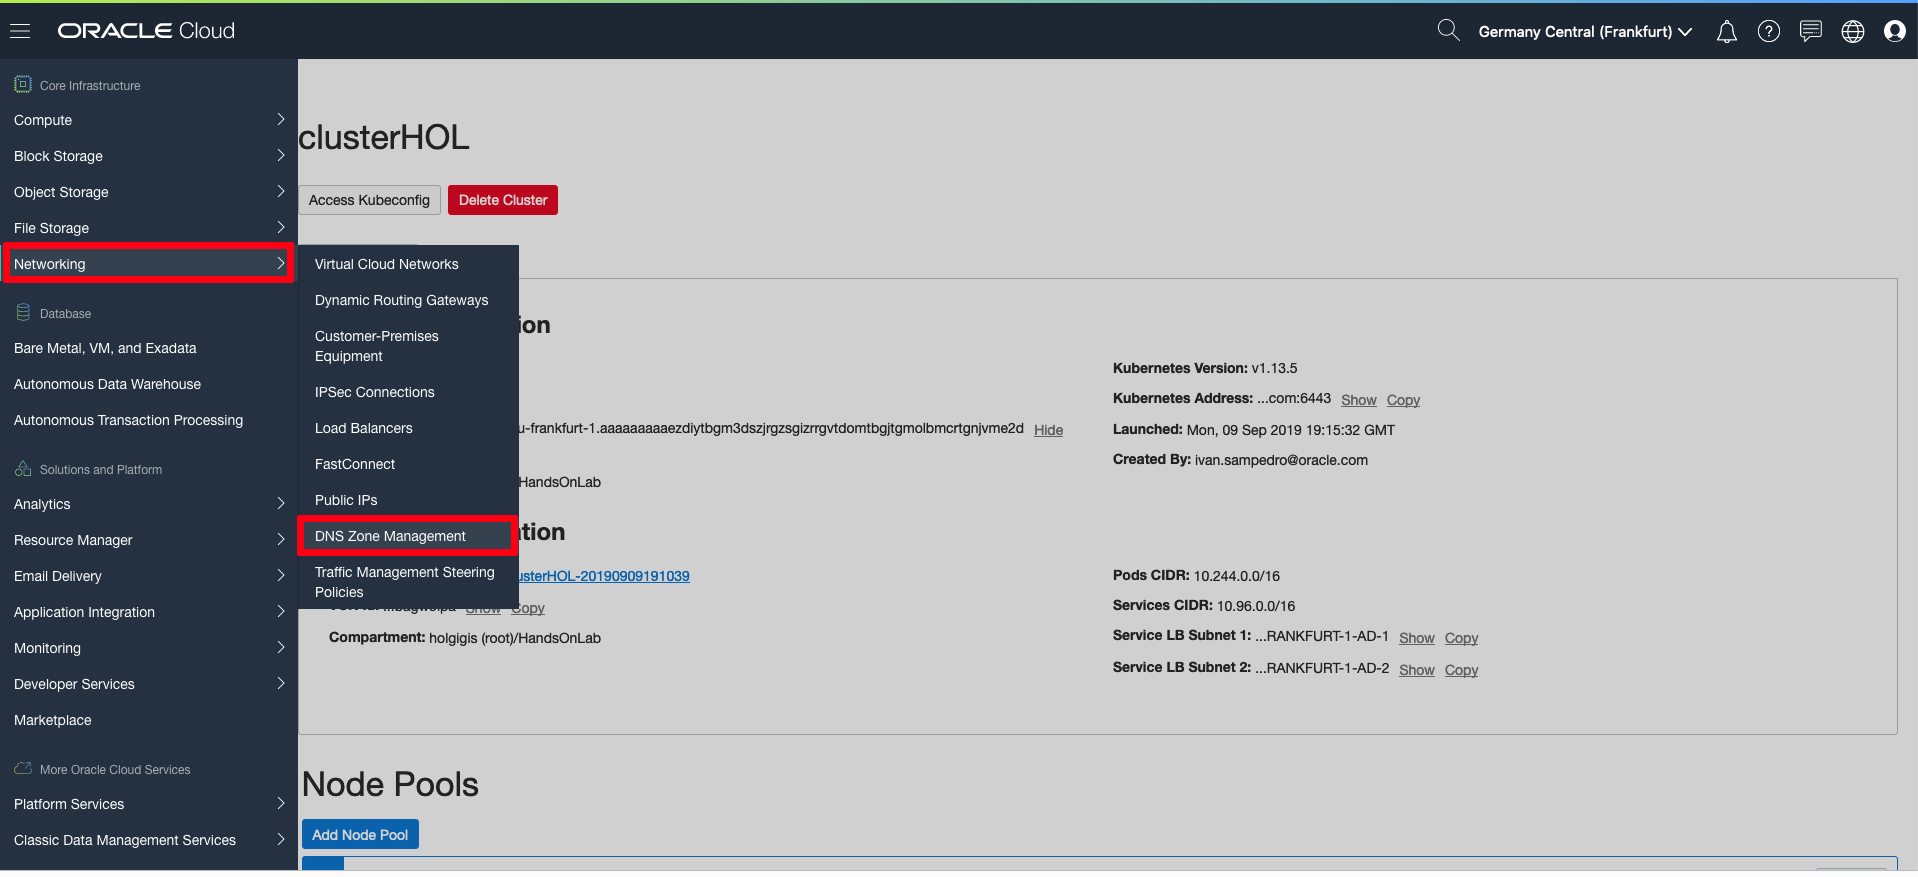 ORACLE Cloud
Germany Central (Frankfurt)
Core Infrastructure
Compute
Block Storage
Object Storage
File Storage
Networking
Database
Bare Metal, VM, and Exadata
Autonomous Data Warehouse
Autonomous Transaction Processing
Solutions and Platform
Analytics
Resource Manager
Email Delivery
Application Integration
Monitoring
Developer Services
Marketplace
More Oracle Cloud Services
Platform Services
Classic Data Management Services
Virtual Cloud Networks
Dynamic Routing Gateways
Customer-Premises
Equipment
IPSec Connections
Load Balancers
FastConnect
Public IPs
DNS Zone Management
Traffic Management Steering
Policies
clusterHOL
Access Kubeconfig
Delete Cluster
ion
u-frankfurt-1.aaaaaaaaaezdiytbgm3dszjrgzsgizrrgvtdomtbgjtgmolbmcrtgnjvme2d Hide
HandsOnLab
Kubernetes Version: v1.13.5
Kubernetes Address: ...com:6443 Show Copy
Launched: Mon, 09 Sep 2019 19:15:32 GMT
Created By: ivan.sampedro@oracle.com
tion
usterHOL-20190909191039
Show Copy
Compartment: holgigis (root)/HandsOnLab
Pods CIDR: 10.244.0.0/16
Services CIDR: 10.96.0.0/16
Service LB Subnet 1: ...RANKFURT-1-AD-1 Show Copy
Service LB Subnet 2: ...RANKFURT-1-AD-2 Show Copy
Node Pools
Add Node Pool